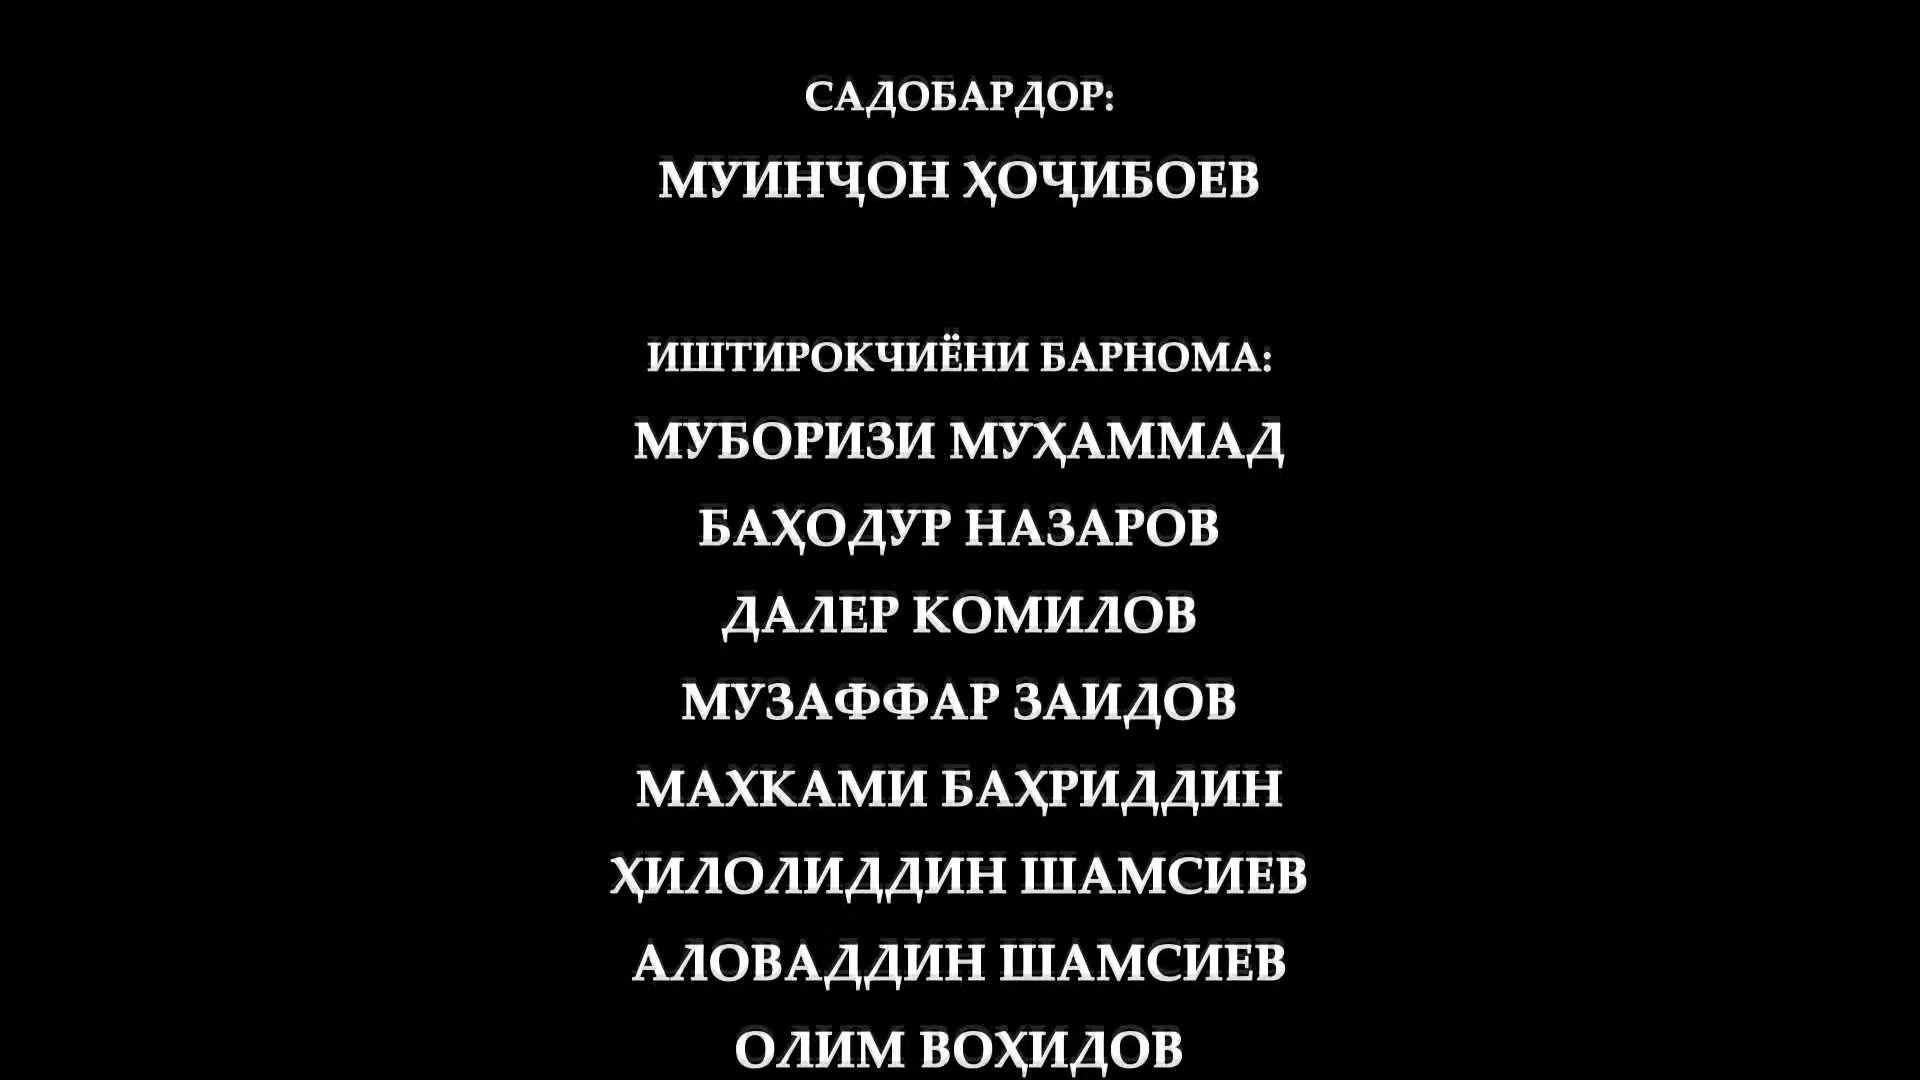 САДОБАРДОР:
МУИНҶОН ҲОҶИБОЕВ
ИШТИРОКЧИЁНИ БАРНОМА:
МУБОРИЗИ МУҲАММАД
БАҲОДУР НАЗАРОВ
ДАЛЕР КОМИЛОВ
МУЗАФФАР ЗАИДОВ
МАХКАМИ БАҲРИДДИН
ҲИЛОЛИДДИН ШАМСИЕВ
АЛОВАДДИН ШАМСИЕВ
ОЛИМ ВОҲИДОВ